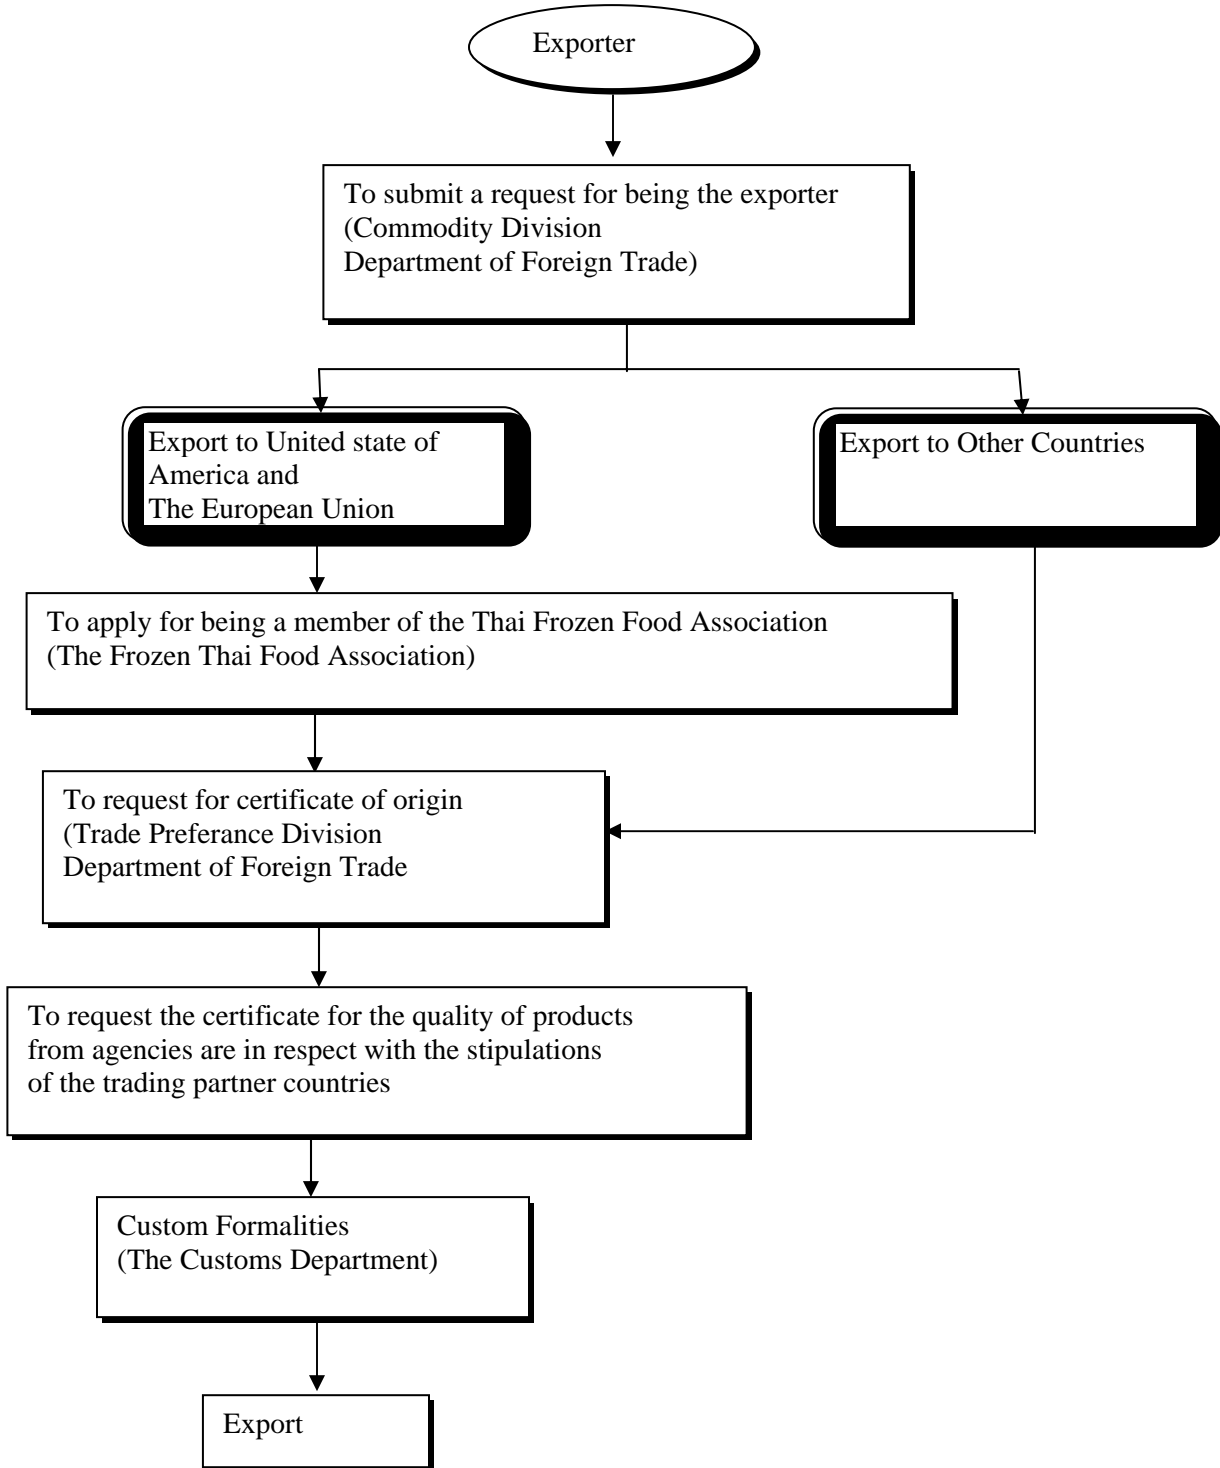 Exporter
To submit a request for being the exporter
(Commodity Division
Department of Foreign Trade)
Export to United state of
America and
The European Union
Export to Other Countries
To apply for being a member of the Thai Frozen Food Association
(The Frozen Thai Food Association)
To request for certificate of origin
(Trade Preferance Division
Department of Foreign Trade
To request the certificate for the quality of products
from agencies are in respect with the stipulations
of the trading partner countries
Custom Formalities
(The Customs Department)
Export